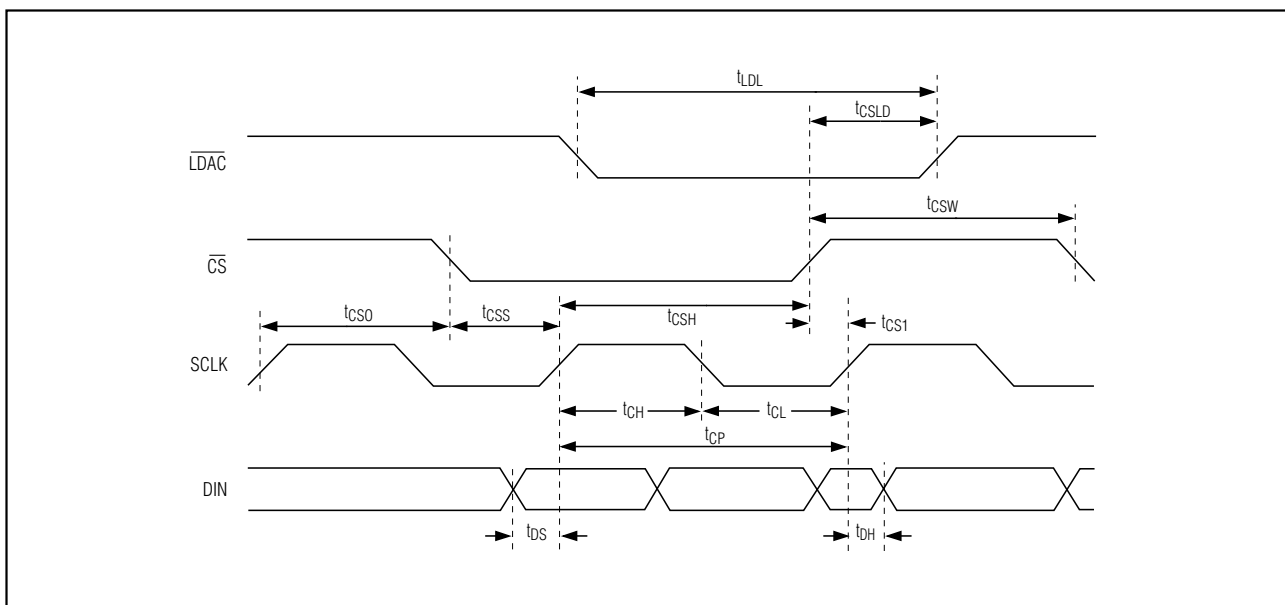 tLDL
tCSLD
LDAC
tCSW
CS
tCSO
tCSS
tCSH
tCS1
SCLK
tCH
tCL
tCP
DIN
tDS
tDH